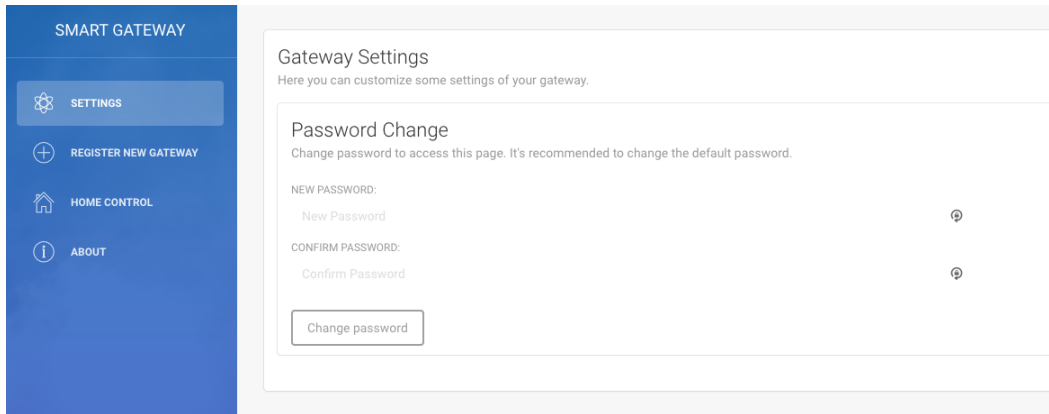 SMART GATEWAY
SETTINGS
REGISTER NEW GATEWAY
HOME CONTROL
ABOUT
Gateway Settings
Here you can customize some settings of your gateway.
Password Change
Change password to access this page. It's recommended to change the default password.
NEW PASSWORD:
New Password
CONFIRM PASSWORD:
Confirm Password
Change password